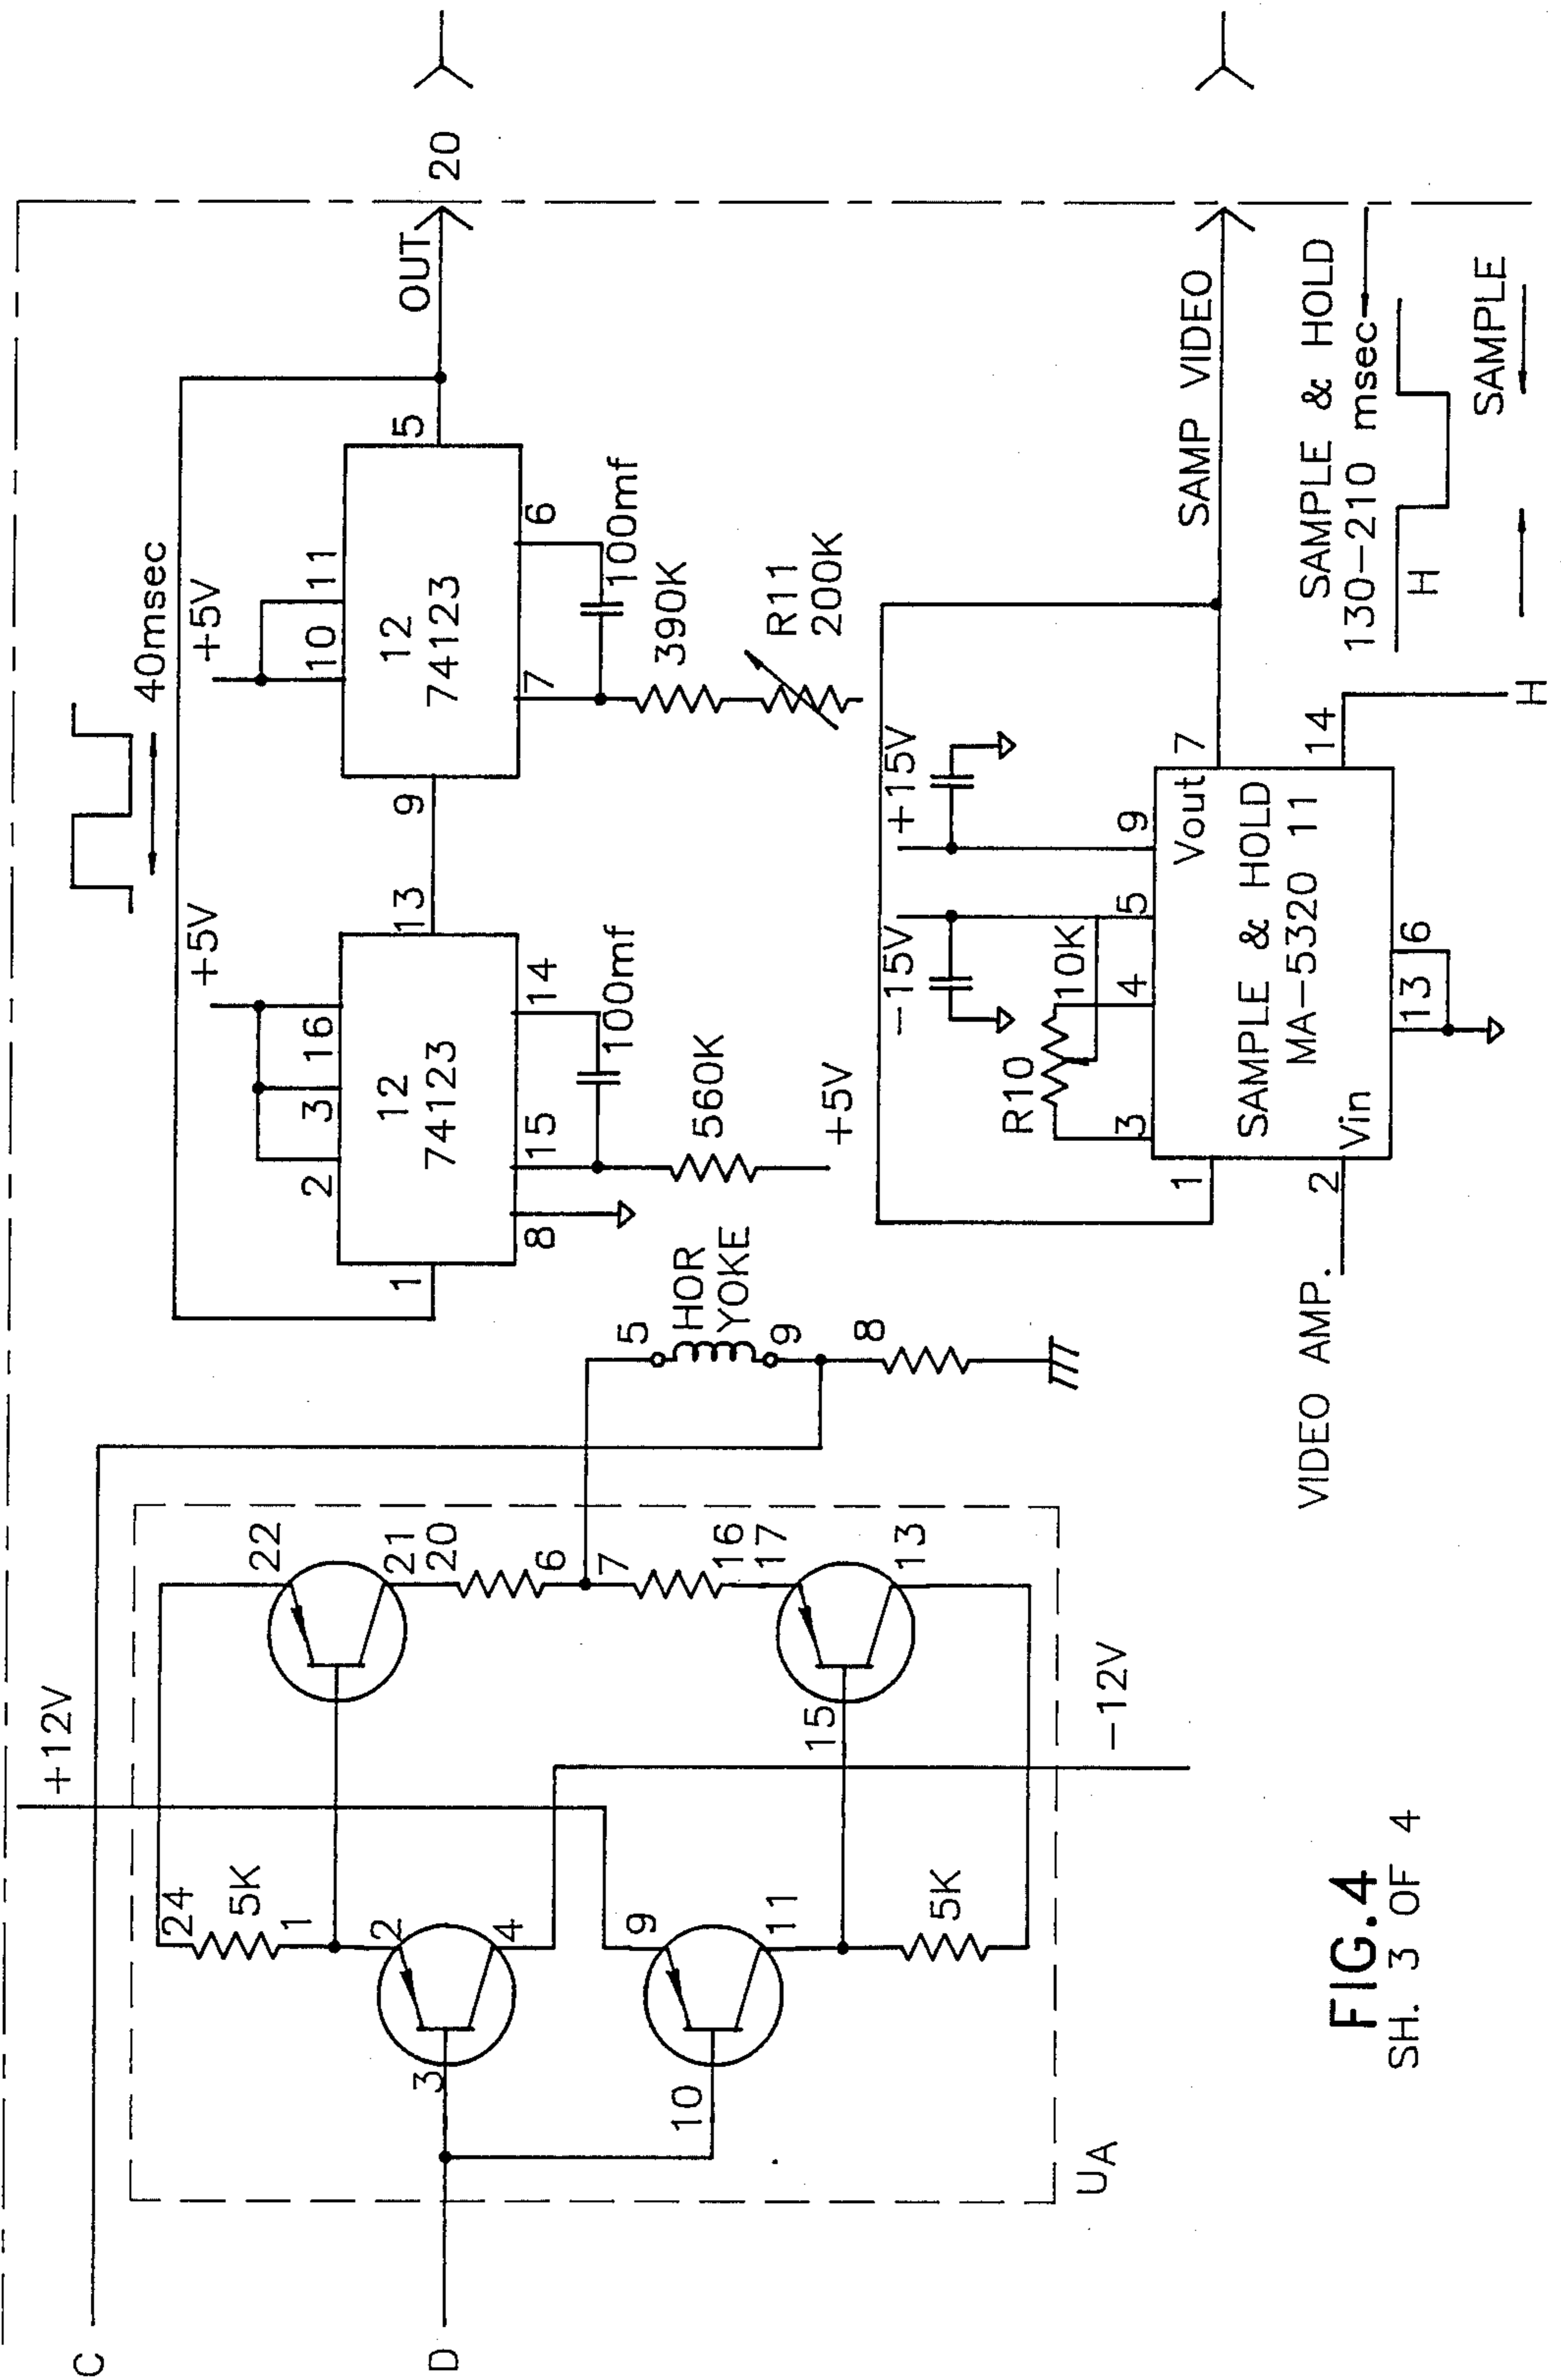 C
D
+12V
-12V
UA
24
5K
1
2
3
4
22
21
20
6
7
16
17
13
15
9
10
11
5K
5
HOR
YOKE
9
8
40msec
+5V
+5V
1
2
3
16
12
74123
13
8
15
14
100mf
560K
+5V
9
10
11
12
74123
5
7
6
100mf
390K
R11
200K
OUT
20
VIDEO AMP.
1
2
Vin
3
R10
10K
4
5
-15V
+15V
9
Vout
7
SAMPLE & HOLD
MA-5320 11
13
6
14
H
SAMP VIDEO
SAMPLE & HOLD
130-210 msec
H
SAMPLE
FIG.4
SH. 3 OF 4